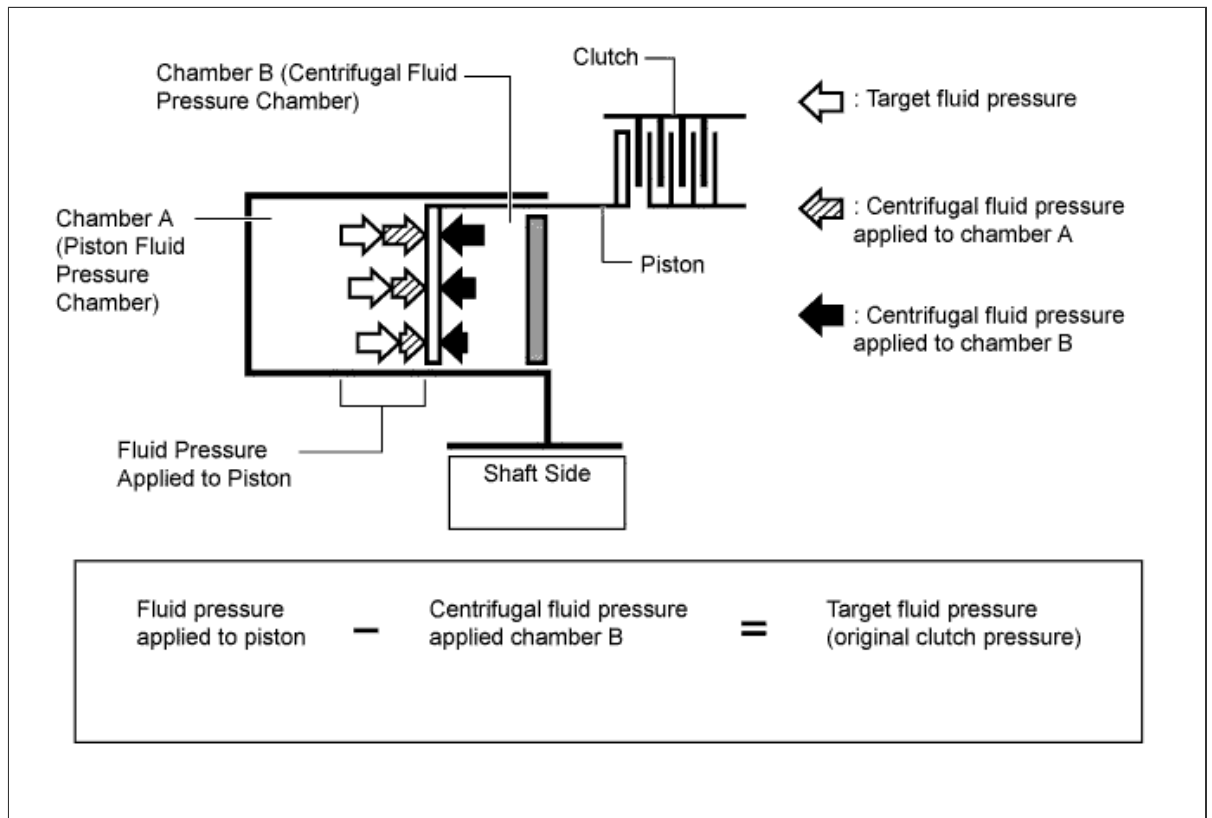 Clutch
Chamber B (Centrifugal Fluid
Pressure Chamber)
: Target fluid pressure
Chamber A
(Piston Fluid
Pressure
Chamber)
: Centrifugal fluid pressure
applied to chamber A
Piston
: Centrifugal fluid pressure
applied to chamber B
Fluid Pressure
Applied to Piston
Shaft Side
Fluid pressure
applied to piston
–
Centrifugal fluid pressure
applied chamber B
=
Target fluid pressure
(original clutch pressure)